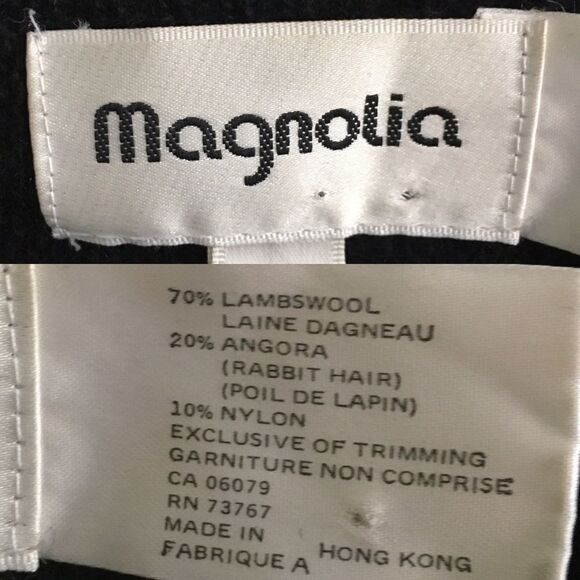 magnolia
70% LAMBSWOOL
LAINE DAGNEAU
20% ANGORA
(RABBIT HAIR)
(POIL DE LAPIN)
10% NYLON
EXCLUSIVE OF TRIMMING
GARNITURE NON COMPRISE
CA 06079
RN 73767
MADE IN
FABRIQUE A HONG KONG